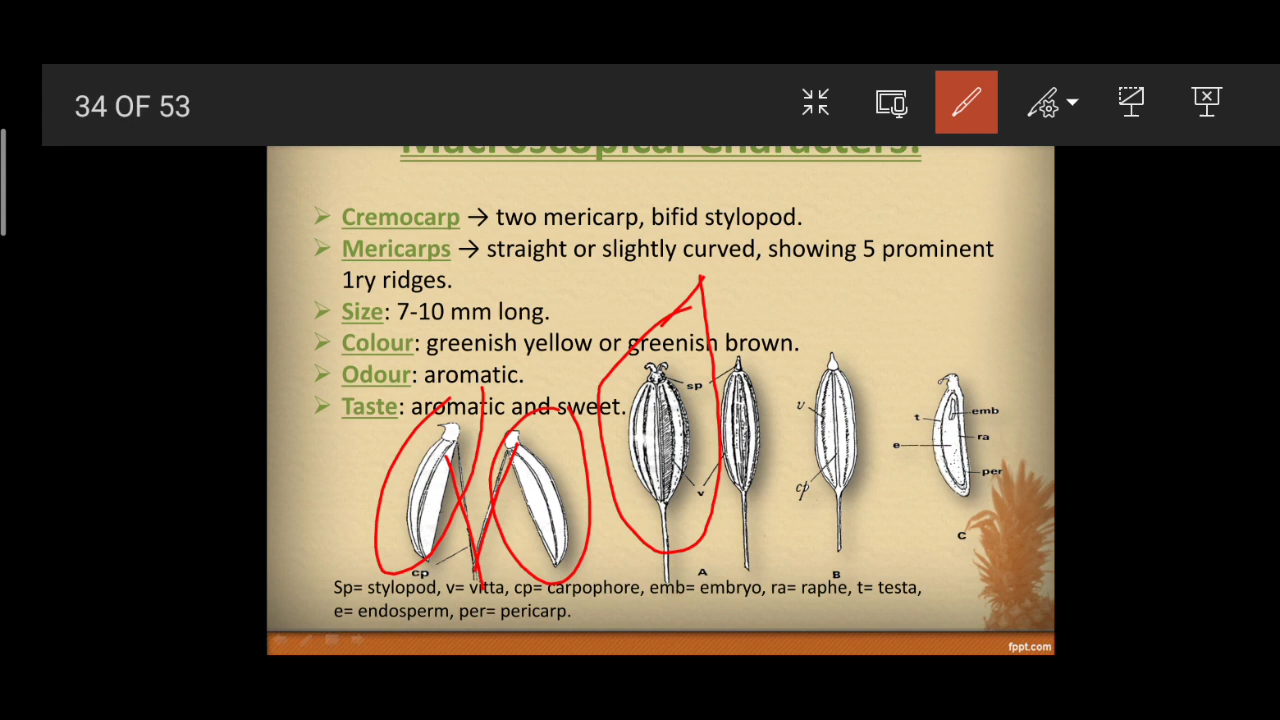 34 OF 53
Macroscopical Characters:
Cremocarp → two mericarp, bifid stylopod.
Mericarps → straight or slightly curved, showing 5 prominent
1ry ridges.
Size: 7-10 mm long.
Colour: greenish yellow or greenish brown.
Odour: aromatic.
Taste: aromatic and sweet.
sp
v
cp
v
cp
t
e
emb
ra
per
A
B
C
Sp= stylopod, v= vitta, cp= carpophore, emb= embryo, ra= raphe, t= testa,
e= endosperm, per= pericarp.
fppt.com